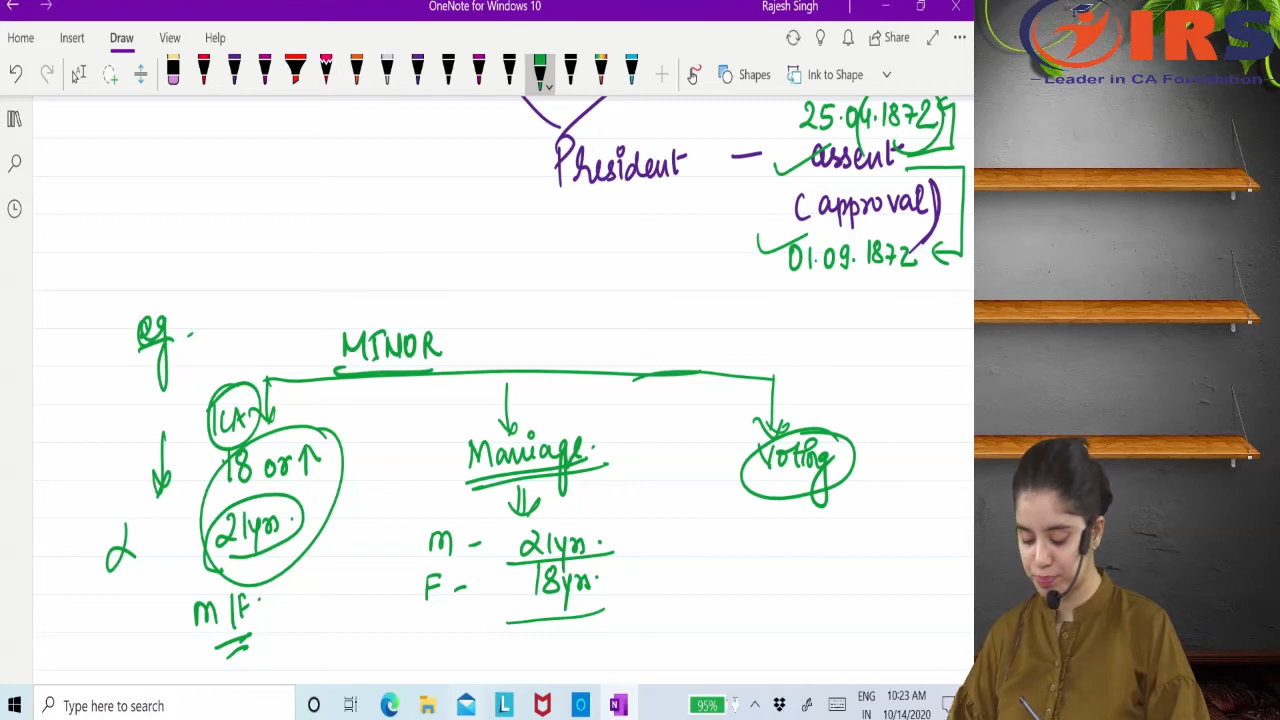 OneNote for Windows 10
Rajesh Singh
Home Insert Draw View Help
Share
Shapes
Ink to Shape
IRS
Leader in CA Foundation
25.04.1872
President - assent
(approval)
01.09.1872
eg.
MINOR
ICA
Marriage.
Voting
18 or ↑
21yrs.
M - 21yrs.
F - 18yrs.
M/F.
Type here to search
95%
ENG
IN
10:23 AM
10/14/2020